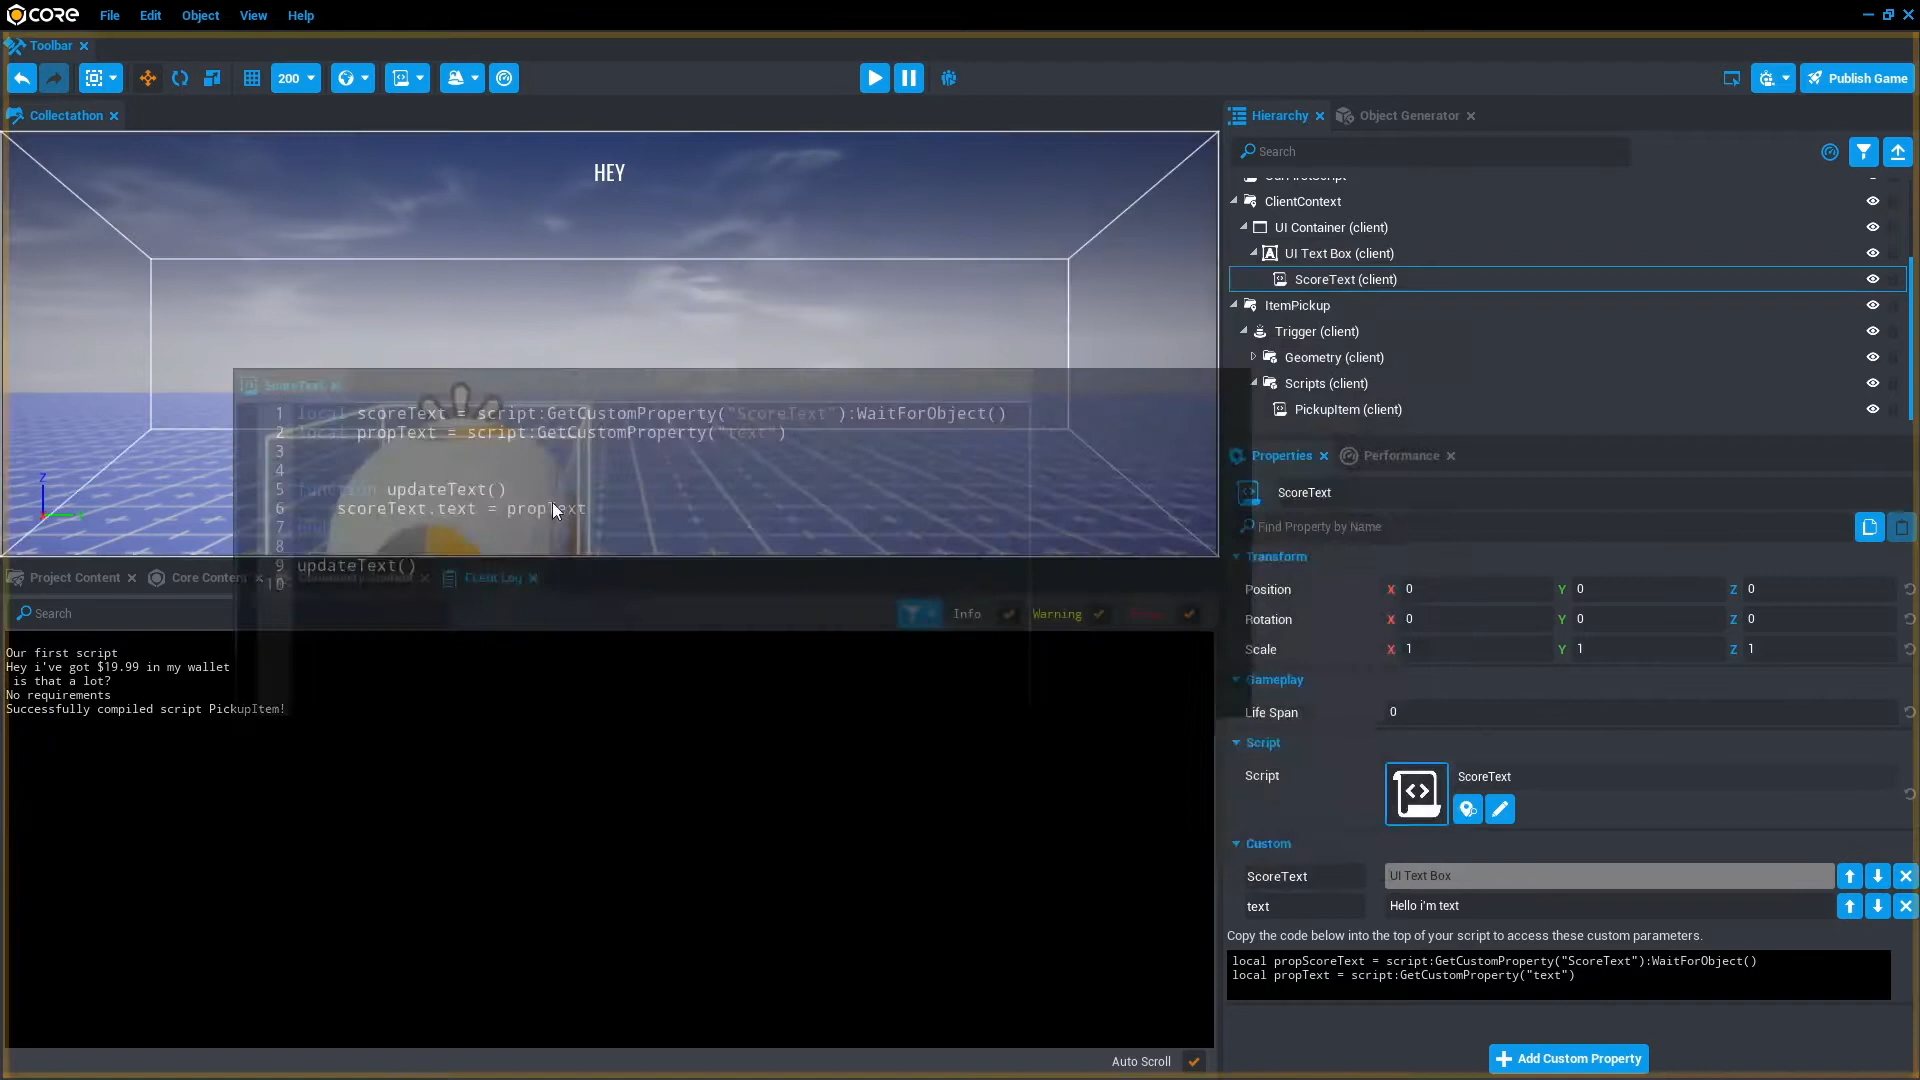 CORE File Edit Object View Help
Toolbar
200 Publish Game
Collectathon
HEY
Hierarchy Object Generator
Search
ClientContext
UI Container (client)
UI Text Box (client)
ScoreText (client)
ItemPickup
Trigger (client)
Geometry (client)
Scripts (client)
PickupItem (client)
ScoreText
1 local scoreText = script:GetCustomProperty("ScoreText"):WaitForObject()
2 local propText = script:GetCustomProperty("text")
3
4
5 function updateText()
6 scoreText.text = propText
7 end
8
9 updateText()
10
Z
Project Content Core Content Event Log
Search Info Warning
Our first script
Hey i've got $19.99 in my wallet
is that a lot?
No requirements
Successfully compiled script PickupItem!
Auto Scroll
Properties Performance
ScoreText
Find Property by Name
Transform
Position X 0 Y 0 Z 0
Rotation X 0 Y 0 Z 0
Scale X 1 Y 1 Z 1
Gameplay
Life Span 0
Script
Script ScoreText
Custom
ScoreText UI Text Box
text Hello i'm text
Copy the code below into the top of your script to access these custom parameters.
local propScoreText = script:GetCustomProperty("ScoreText"):WaitForObject()
local propText = script:GetCustomProperty("text")
Add Custom Property